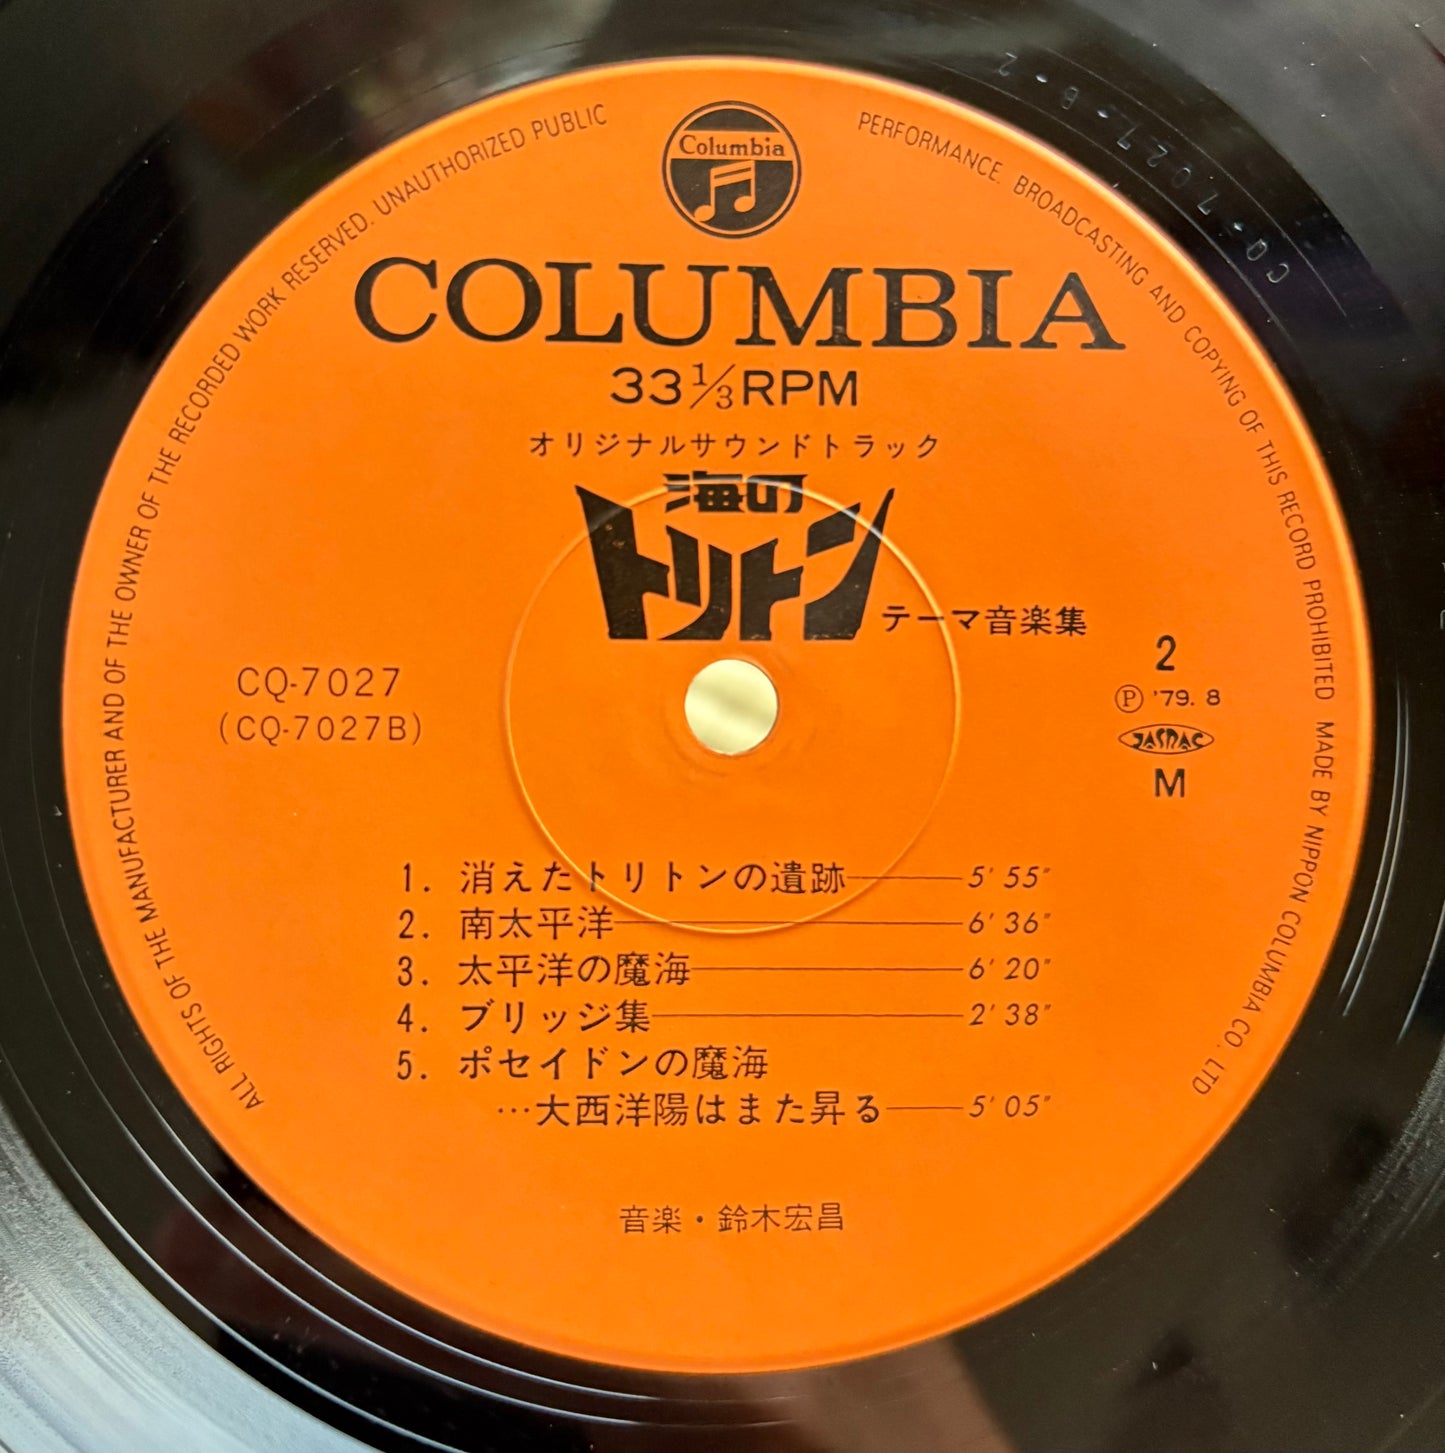 Columbia
COLUMBIA
33 1/3 RPM
オリジナルサウンドトラック
海の
トリトン
テーマ音楽集
CQ-7027
(CQ-7027B)
2
Ⓟ '79. 8
JASRAC
M
1. 消えたトリトンの遺跡 5' 55"
2. 南太平洋 6' 36"
3. 太平洋の魔海 6' 20"
4. ブリッジ集 2' 38"
5. ポセイドンの魔海
…大西洋陽はまた昇る 5' 05"
音楽・鈴木宏昌
ALL RIGHTS OF THE MANUFACTURER AND OF THE OWNER OF THE RECORDED WORK RESERVED. UNAUTHORIZED PUBLIC PERFORMANCE. BROADCASTING AND COPYING OF THIS RECORD PROHIBITED MADE BY NIPPON COLUMBIA CO. LTD